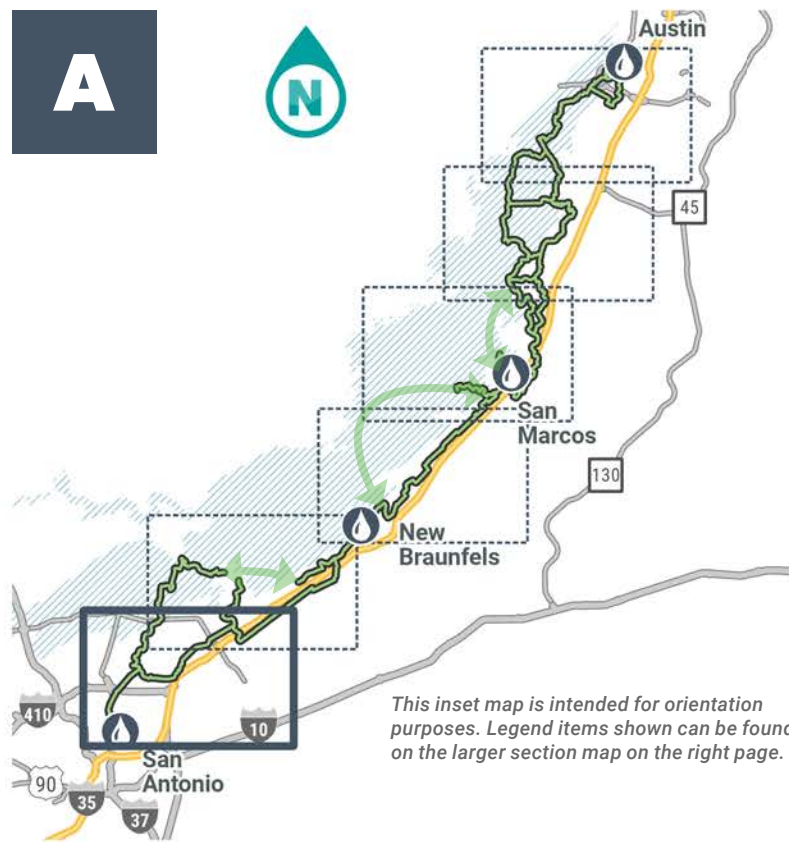 A
N
Austin
45
San
Marcos
130
New
Braunfels
410
10
San
Antonio
90
35
37
This inset map is intended for orientation
purposes. Legend items shown can be found
on the larger section map on the right page.